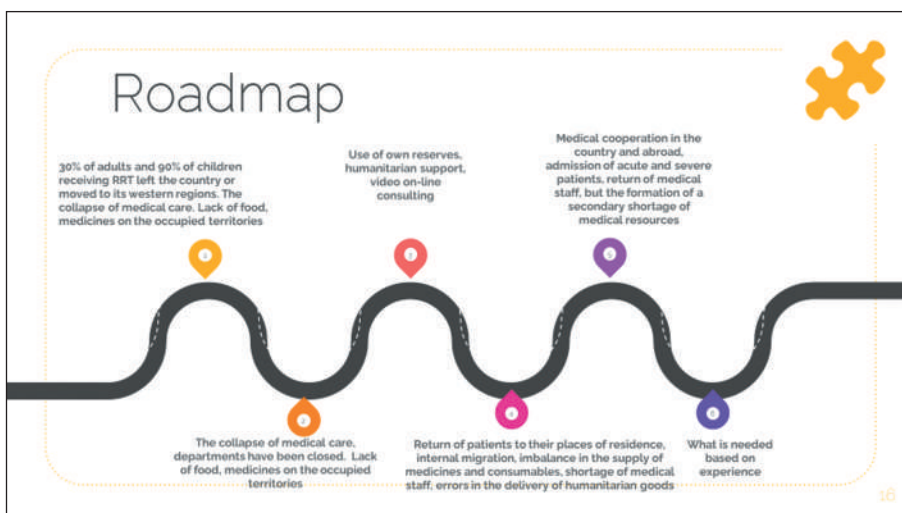 Roadmap
30% of adults and 90% of children
receiving RRT left the country or
moved to its western regions. The
collapse of medical care. Lack of food,
medicines on the occupied territories
1
The collapse of medical care,
departments have been closed. Lack
of food, medicines on the occupied
territories
2
Use of own reserves,
humanitarian support,
video on-line
consulting
3
Return of patients to their places of residence,
internal migration, imbalance in the supply of
medicines and consumables, shortage of medical
staff, errors in the delivery of humanitarian goods
4
Medical cooperation in the
country and abroad,
admission of acute and severe
patients, return of medical
staff, but the formation of a
secondary shortage of
medical resources
5
What is needed
based on
experience
6
16